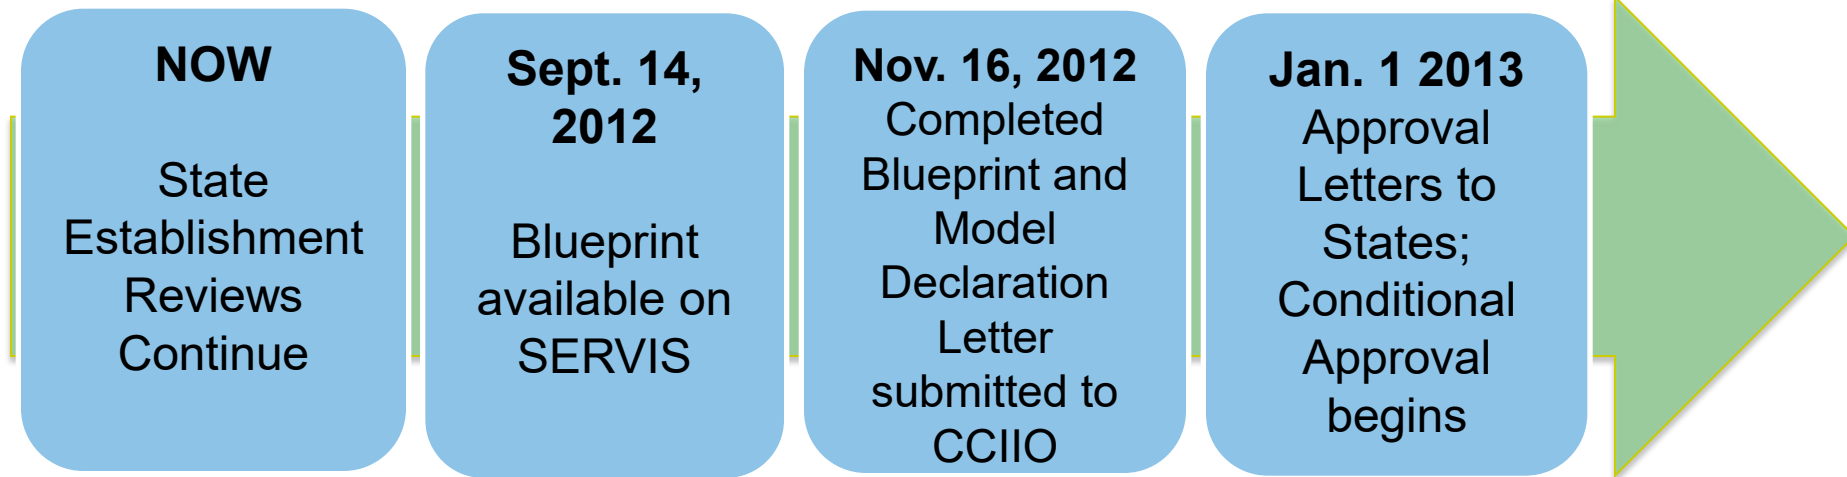 NOW
State
Establishment
Reviews
Continue
Sept. 14,
2012
Blueprint
available on
SERVIS
Nov. 16, 2012
Completed
Blueprint and
Model
Declaration
Letter
submitted to
CCIIO
Jan. 1 2013
Approval
Letters to
States;
Conditional
Approval
begins